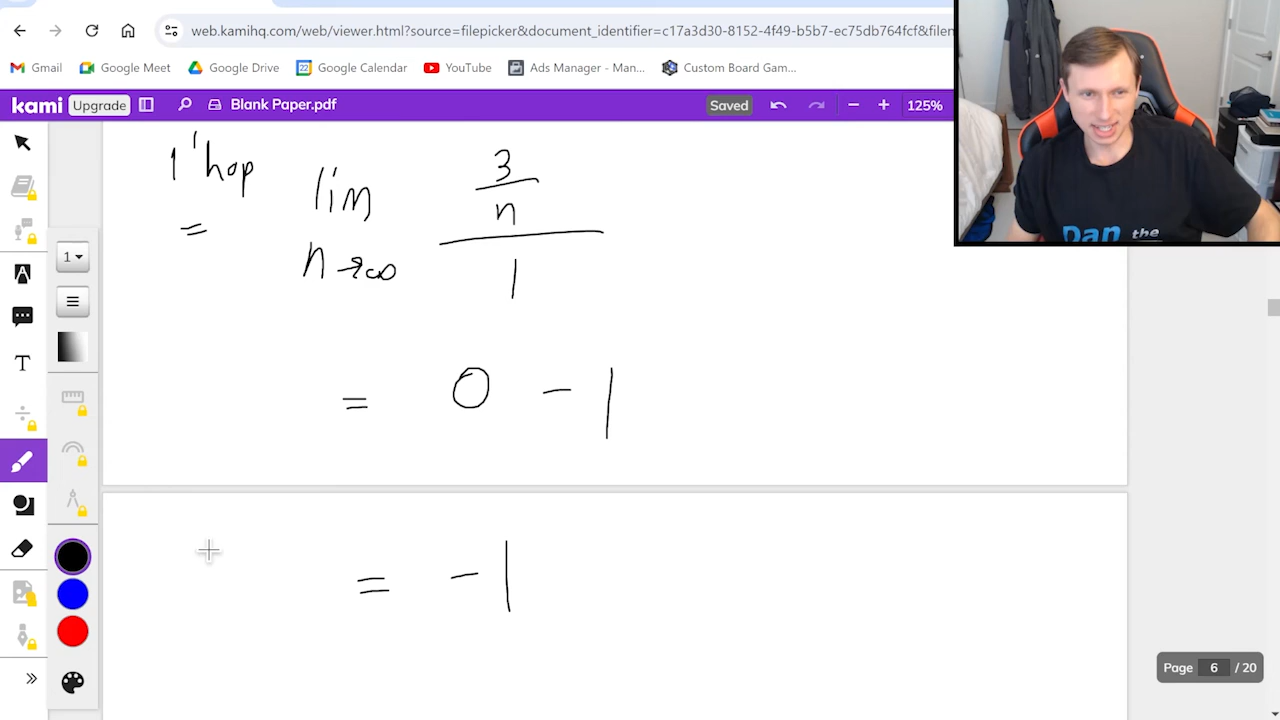 web.kamihq.com/web/viewer.html?source=filepicker&document_identifier=c17a3d30-8152-4f49-b5b7-ec75db764fcf&filen
Gmail Google Meet Google Drive 22 Google Calendar YouTube Ads Manager - Man... Custom Board Gam...
kami Upgrade Blank Paper.pdf Saved 125%
l'hop
=
lim
n→∞
3
n
1
= 0 - 1
= - 1
1
T
Dan the
Page 6 / 20